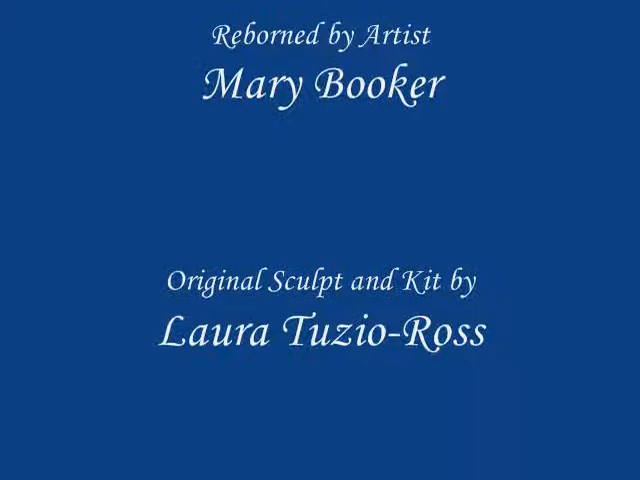 Reborned by Artist
Mary Booker
Original Sculpt and Kit by
Laura Tuzio-Ross